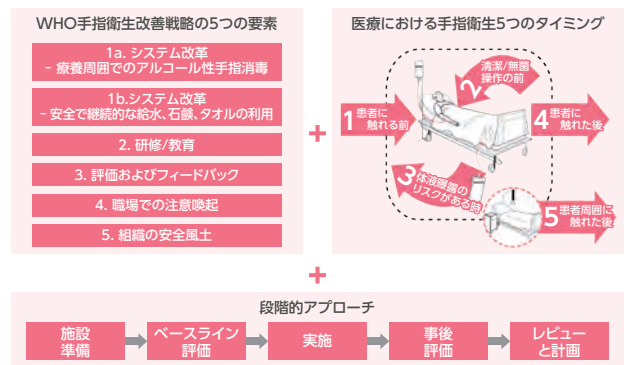 WHO手指衛生改善戦略の5つの要素
1a. システム改革
– 療養周囲でのアルコール性手指消毒
1b.システム改革
– 安全で継続的な給水、石鹸、タオルの利用
2. 研修/教育
3. 評価およびフィードバック
4. 職場での注意喚起
5. 組織の安全風土
+
医療における手指衛生5つのタイミング
1 患者に
触れる前
2 清潔/無菌
操作の前
3 体液曝露の
リスクがある時
4 患者に
触れた後
5 患者周囲に
触れた後
+
段階的アプローチ
施設
準備
ベースライン
評価
実施
事後
評価
レビュー
と計画